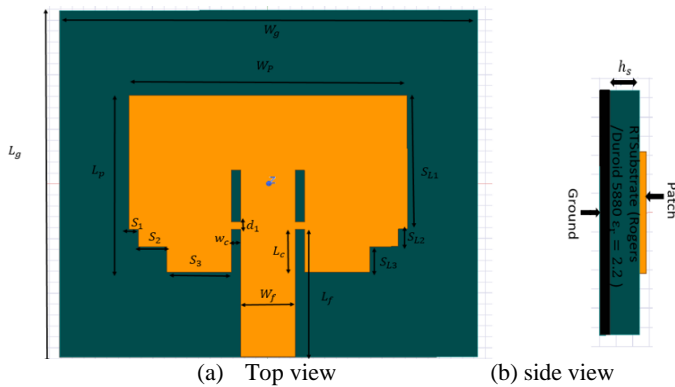 W_g
W_P
L_g
L_p
S_1
S_2
S_3
w_c
d_1
L_c
W_f
L_f
S_L1
S_L2
S_L3
h_s
Ground
RTSubstrate (Rogers
/Duroid 5880 ε_r = 2.2 )
Patch
(a) Top view
(b) side view